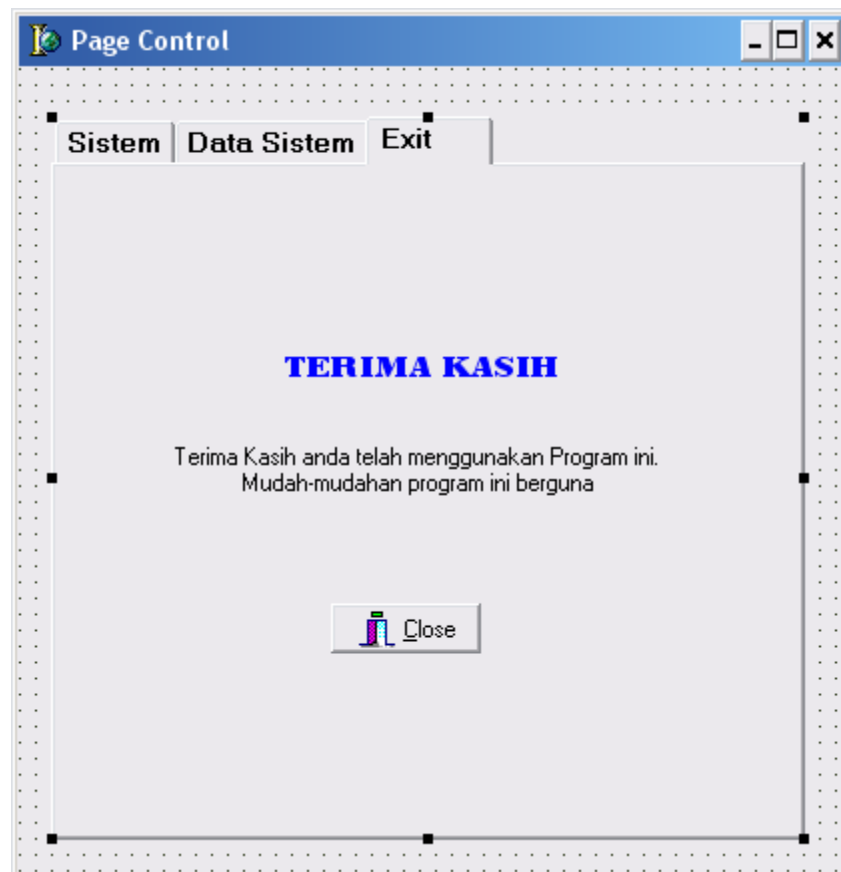 Page Control
Sistem Data Sistem Exit
TERIMA KASIH
Terima Kasih anda telah menggunakan Program ini.
Mudah-mudahan program ini berguna
Close